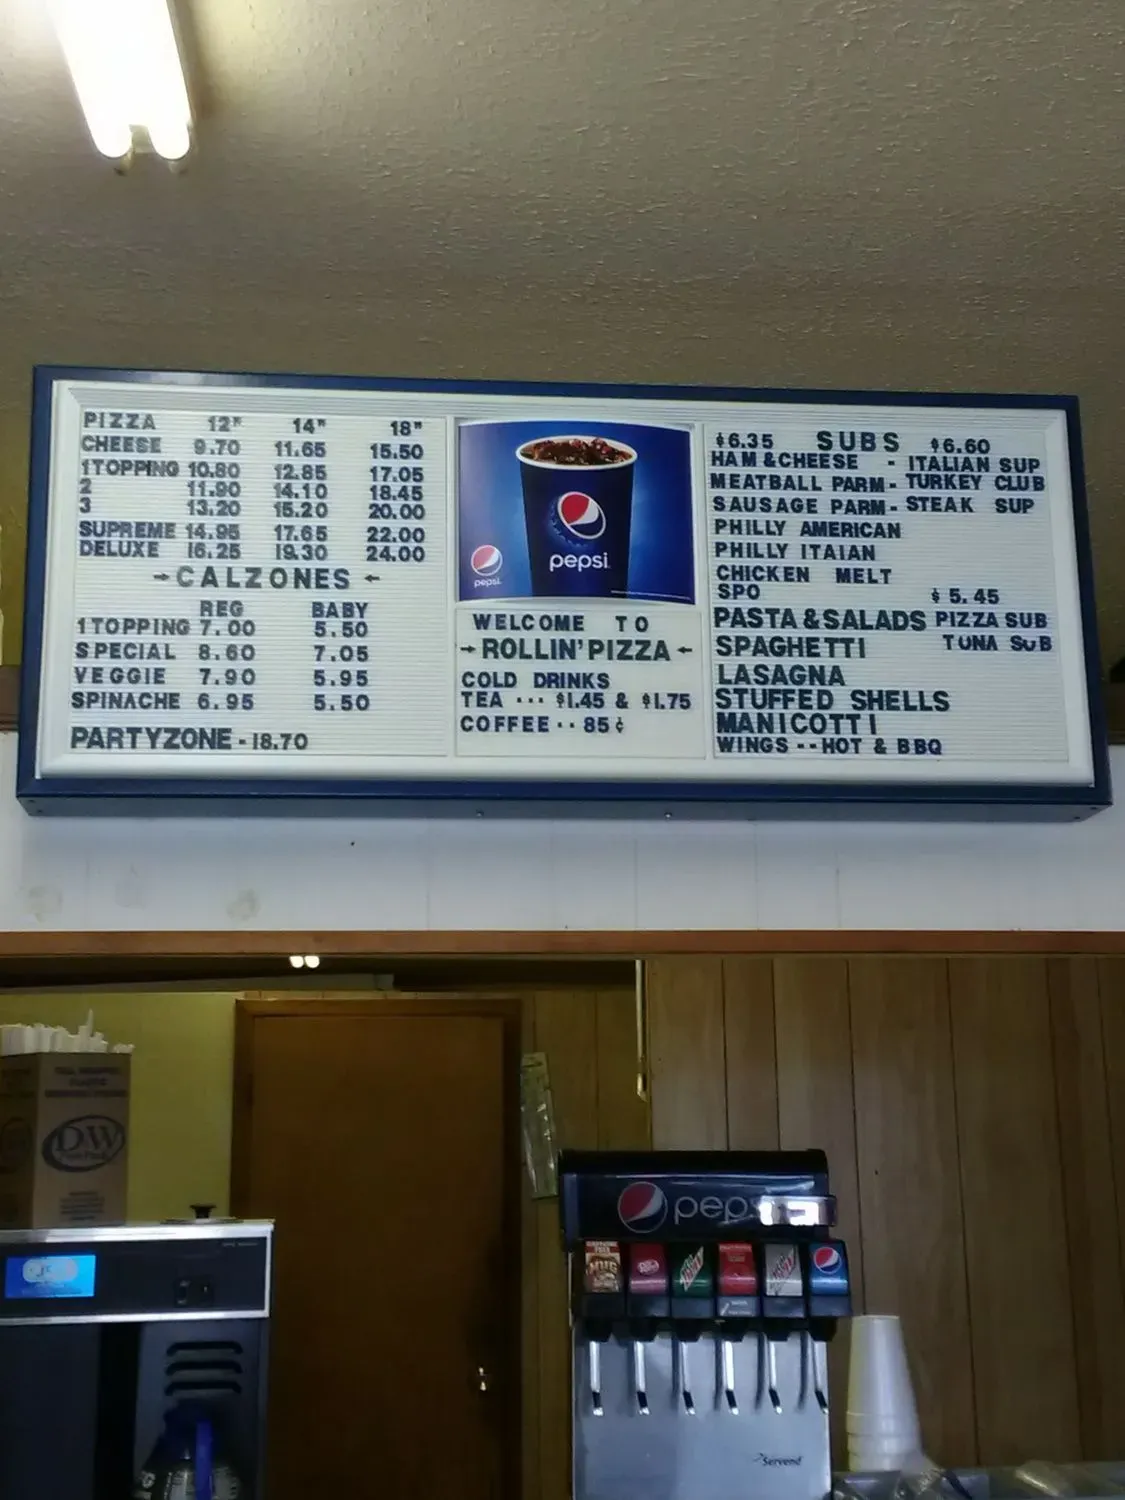 PIZZA 12" 14" 18"
CHEESE 9.70 11.65 15.50
1TOPPING 10.80 12.85 17.05
2 11.90 14.10 18.45
3 13.20 15.20 20.00
SUPREME 14.95 17.65 22.00
DELUXE 16.25 19.30 24.00
→CALZONES←
REG BABY
1TOPPING 7.00 5.50
SPECIAL 8.60 7.05
VEGGIE 7.90 5.95
SPINACHE 6.95 5.50
PARTYZONE - 18.70
pepsi
pepsi
WELCOME TO
→ROLLIN' PIZZA←
COLD DRINKS
TEA ··· $1.45 & $1.75
COFFEE ·· 85¢
$6.35 SUBS $6.60
HAM &CHEESE - ITALIAN SUP
MEATBALL PARM - TURKEY CLUB
SAUSAGE PARM - STEAK SUP
PHILLY AMERICAN
PHILLY ITAIAN
CHICKEN MELT
SPO $5.45
PASTA & SALADS PIZZA SUB
SPAGHETTI TUNA SUB
LASAGNA
STUFFED SHELLS
MANICOTTI
WINGS -- HOT & BBQ
D&W
pepsi
MUG
Servend